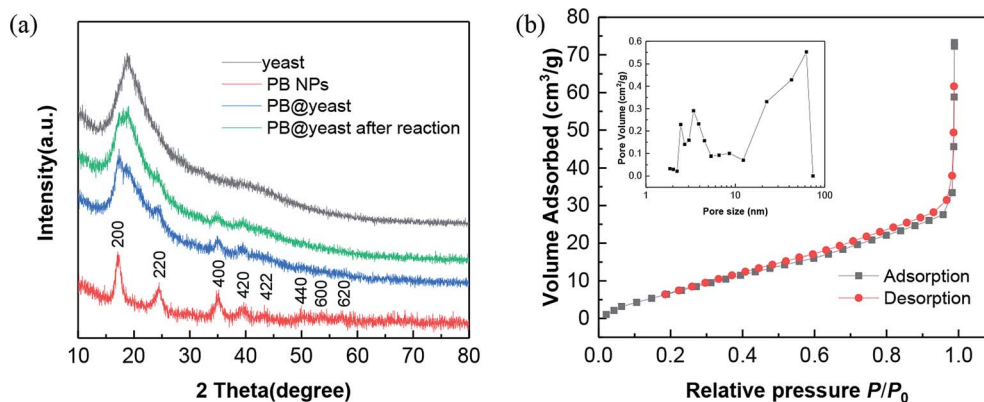 (a)
Intensity(a.u.)
yeast
PB NPs
PB@yeast
PB@yeast after reaction
200
220
400
420
422
440
600
620
10 20 30 40 50 60 70 80
2 Theta(degree)
(b)
Volume Adsorbed (cm³/g)
80
70
60
50
40
30
20
10
0
Pore Volume (cm²/g)
0.6
0.5
0.4
0.3
0.2
0.1
0.0
1 10 100
Pore size (nm)
Adsorption
Desorption
0.0 0.2 0.4 0.6 0.8 1.0
Relative pressure P/P₀